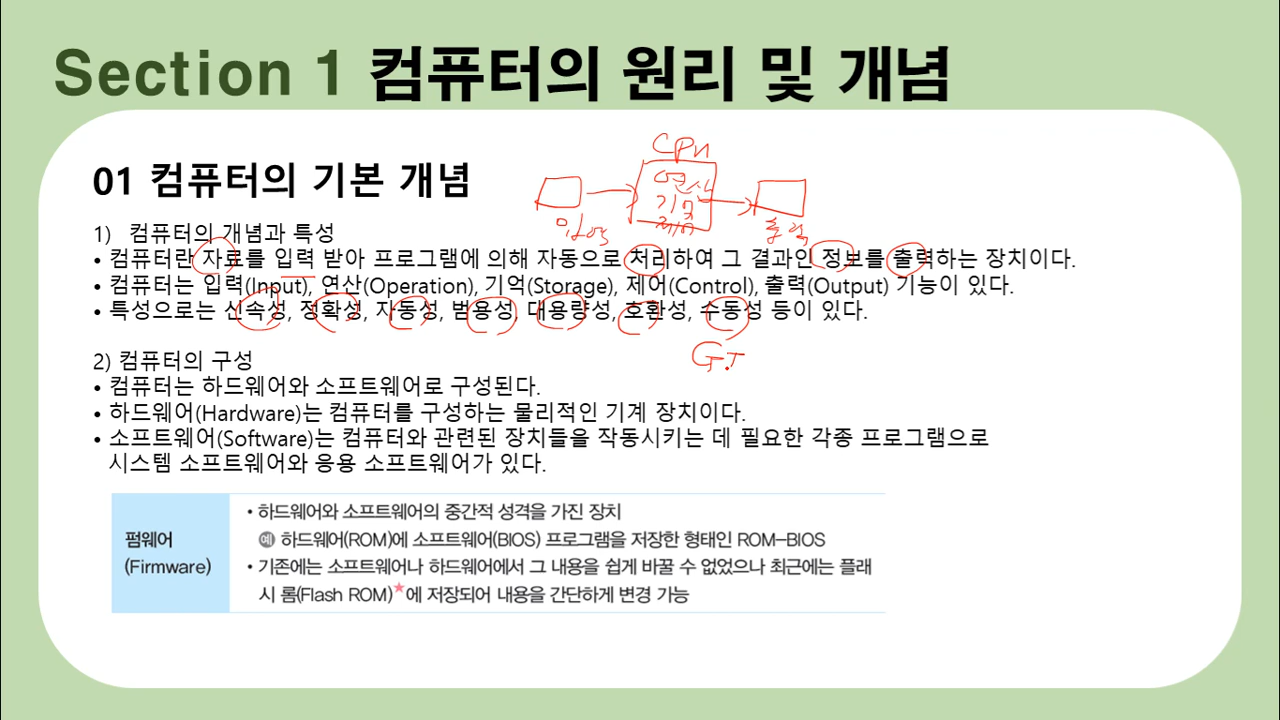 Section 1 컴퓨터의 원리 및 개념
CPU
01 컴퓨터의 기본 개념
연산
기억
제어
입력
출력
1) 컴퓨터의 개념과 특성
• 컴퓨터란 자료를 입력 받아 프로그램에 의해 자동으로 처리하여 그 결과인 정보를 출력하는 장치이다.
• 컴퓨터는 입력(Input), 연산(Operation), 기억(Storage), 제어(Control), 출력(Output) 기능이 있다.
• 특성으로는 신속성, 정확성, 자동성, 범용성, 대용량성, 호환성, 수동성 등이 있다.
2) 컴퓨터의 구성
• 컴퓨터는 하드웨어와 소프트웨어로 구성된다.
• 하드웨어(Hardware)는 컴퓨터를 구성하는 물리적인 기계 장치이다.
• 소프트웨어(Software)는 컴퓨터와 관련된 장치들을 작동시키는 데 필요한 각종 프로그램으로
시스템 소프트웨어와 응용 소프트웨어가 있다.
펌웨어
(Firmware)
• 하드웨어와 소프트웨어의 중간적 성격을 가진 장치
예 하드웨어(ROM)에 소프트웨어(BIOS) 프로그램을 저장한 형태인 ROM-BIOS
• 기존에는 소프트웨어나 하드웨어에서 그 내용을 쉽게 바꿀 수 없었으나 최근에는 플래
시 롬(Flash ROM)★에 저장되어 내용을 간단하게 변경 가능